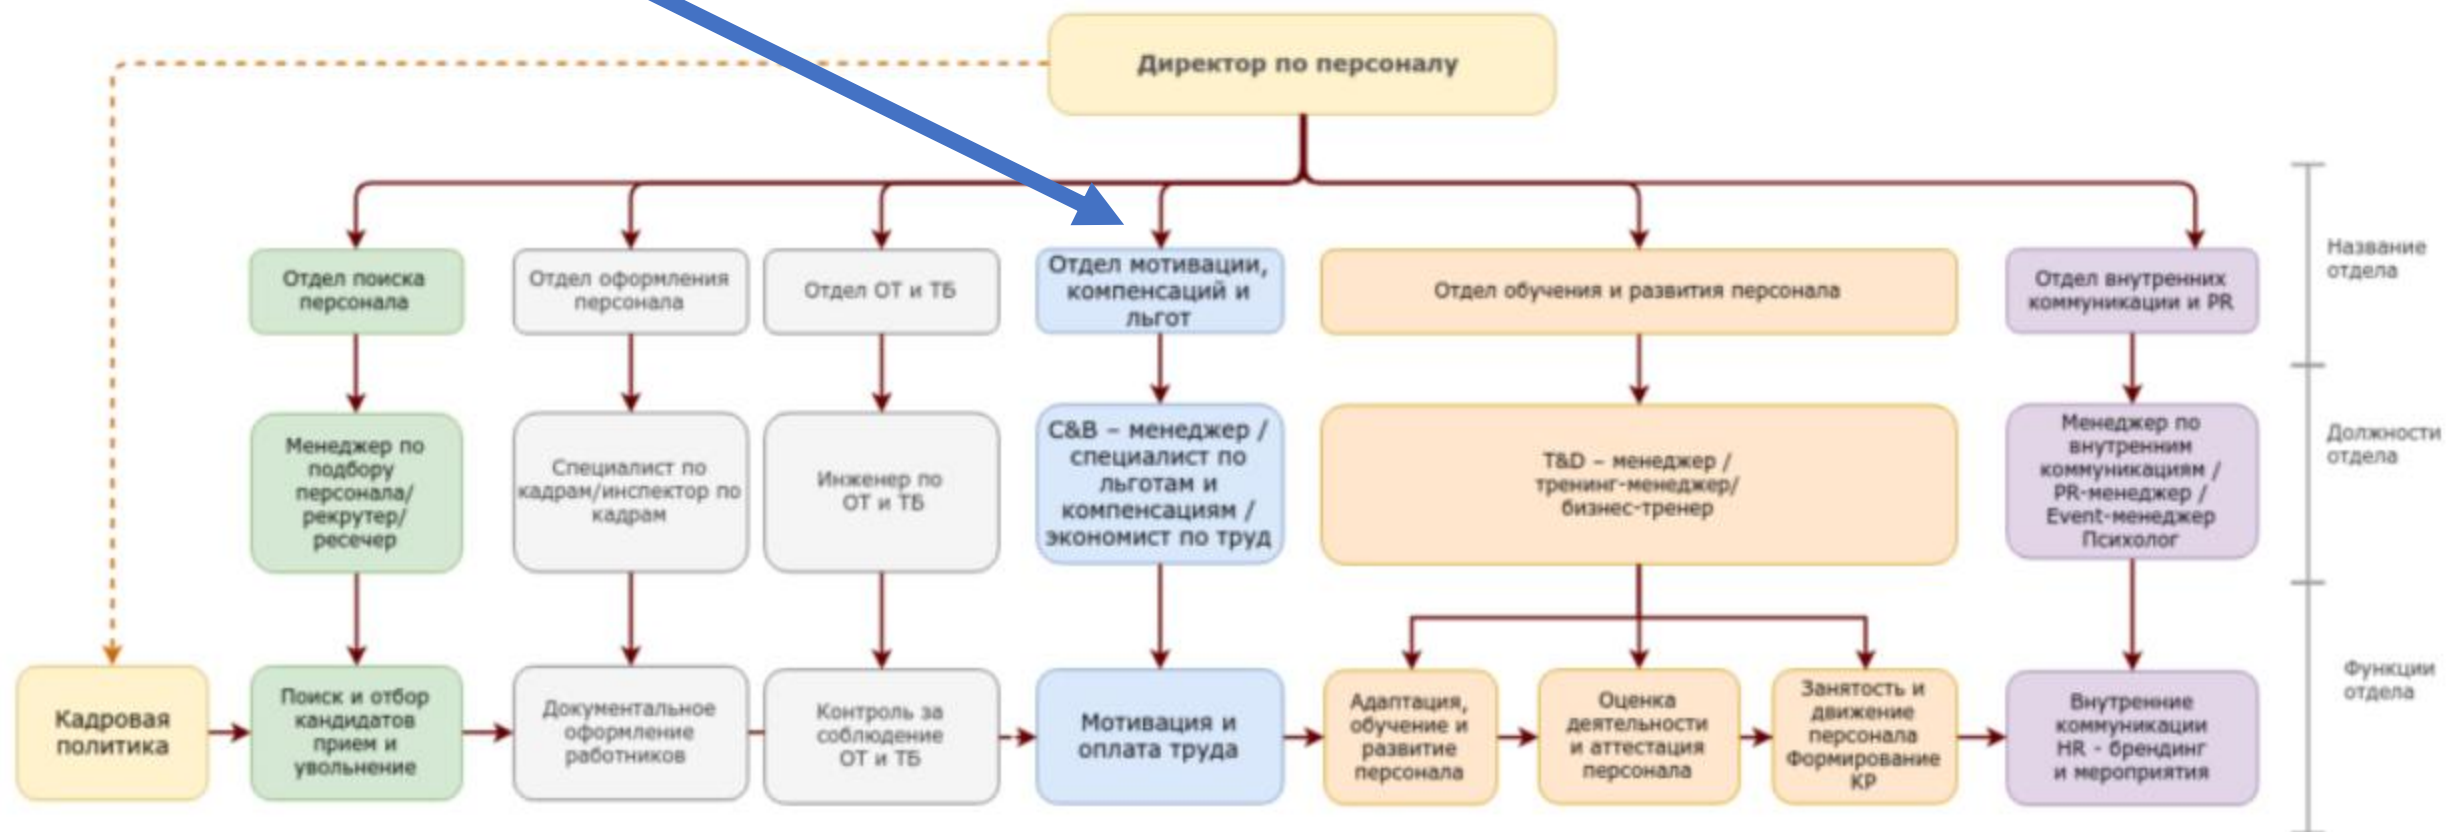 Директор по персоналу
Отдел поиска
персонала
Отдел оформления
персонала
Отдел ОТ и ТБ
Отдел мотивации,
компенсаций и
льгот
Отдел обучения и развития персонала
Отдел внутренних
коммуникации и PR
Название
отдела
Менеджер по
подбору
персонала/
рекрутер/
ресечер
Специалист по
кадрам/инспектор по
кадрам
Инженер по
ОТ и ТБ
C&B – менеджер /
специалист по
льготам и
компенсациям /
экономист по труд
T&D – менеджер /
тренинг-менеджер/
бизнес-тренер
Менеджер по
внутренним
коммуникациям /
PR-менеджер /
Event-менеджер
Психолог
Должности
отдела
Кадровая
политика
Поиск и отбор
кандидатов
прием и
увольнение
Документальное
оформление
работников
Контроль за
соблюдение
ОТ и ТБ
Мотивация и
оплата труда
Адаптация,
обучение и
развитие
персонала
Оценка
деятельности
и аттестация
персонала
Занятость и
движение
персонала
Формирование
КР
Внутренние
коммуникации
HR - брендинг
и мероприятия
Функции
отдела